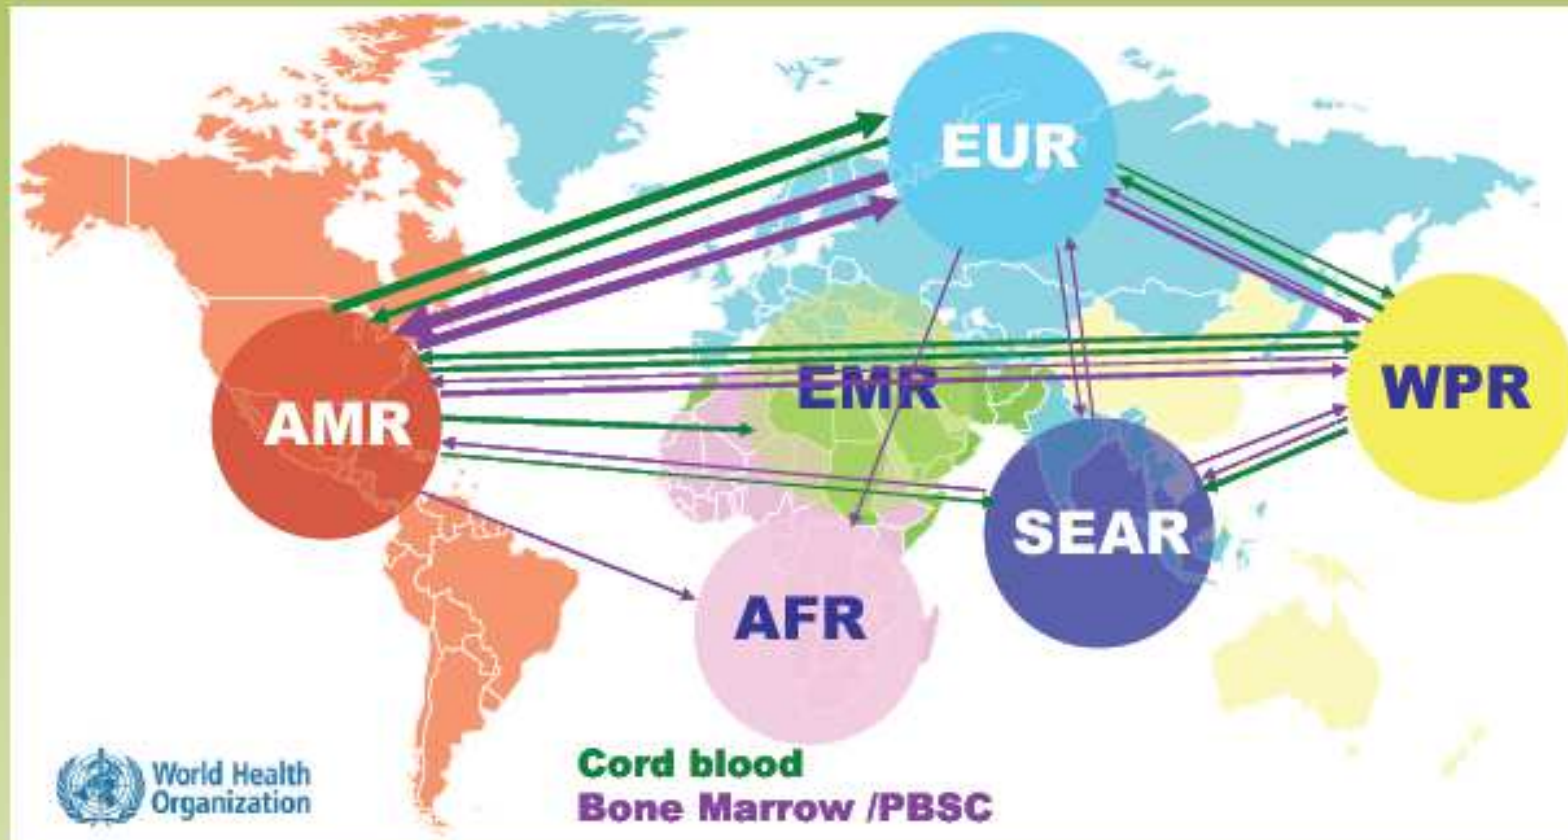 EUR
EMR
WPR
AMR
SEAR
AFR
World Health
Organization
Cord blood
Bone Marrow /PBSC